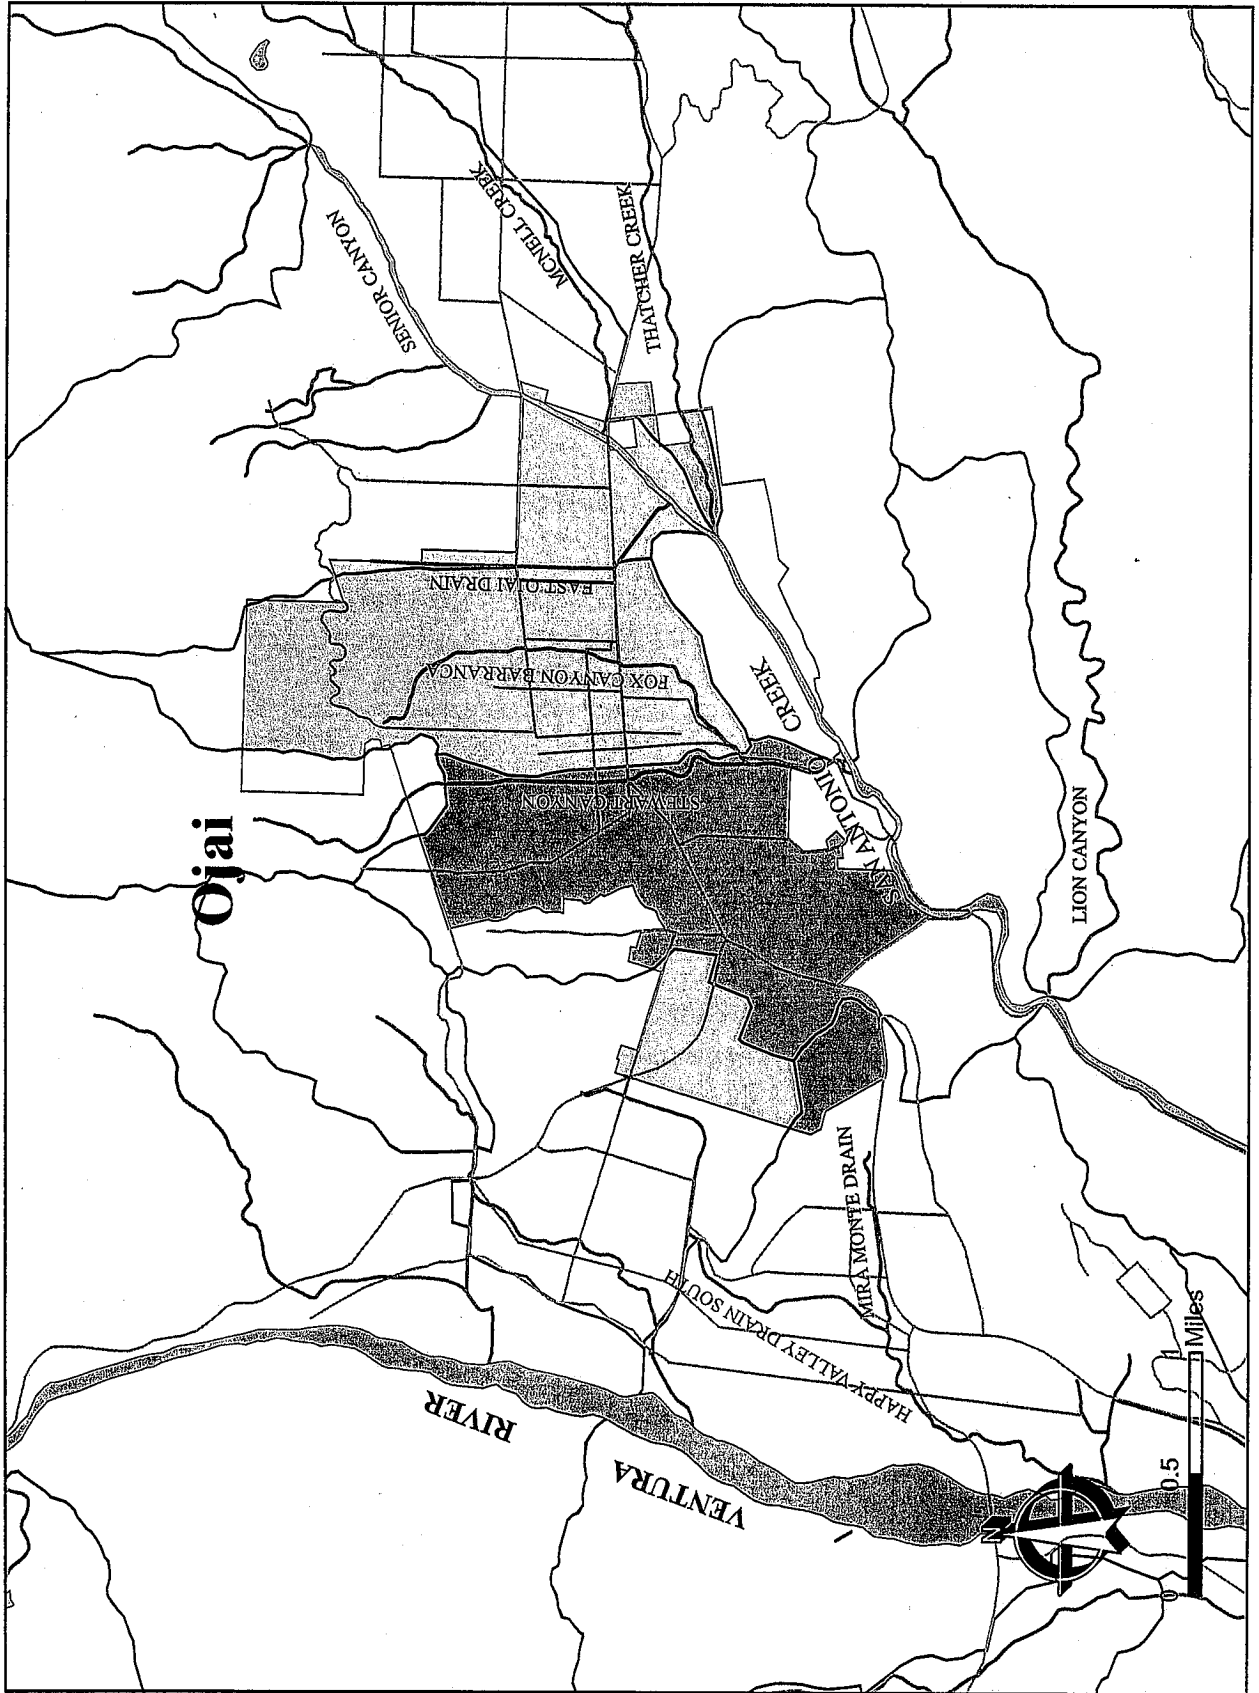 Ojai
SENIOR CANYON
MCNELL CREEK
THATCHER CREEK
EAST OJAI DRAIN
FOX CANYON BARRANCA
STEWART CANYON
SAN ANTONIO
CREEK
LION CANYON
MIRA MONTE DRAIN
HAPPY VALLEY DRAIN SOUTH
VENTURA
RIVER
N
0
0.5
1
Miles